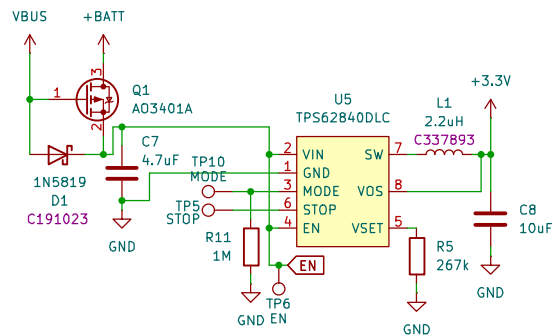 VBUS
+BATT
3
1
Q1
AO3401A
2
1N5819
D1
C191023
C7
4.7uF
GND
TP10
MODE
TP5
STOP
R11
1M
GND
U5
TPS62840DLC
2 VIN
1 GND
3 MODE
6 STOP
4 EN
SW 7
VOS 8
VSET 5
EN
TP6
EN
L1
2.2uH
C337893
+3.3V
C8
10uF
GND
R5
267k
GND